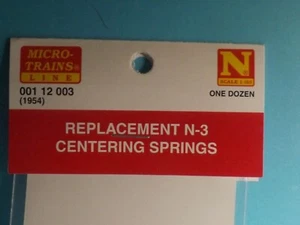 MICRO-
TRAINS®
LINE
N
SCALE 1:160
001 12 003
(1954)
ONE DOZEN
REPLACEMENT N-3
CENTERING SPRINGS